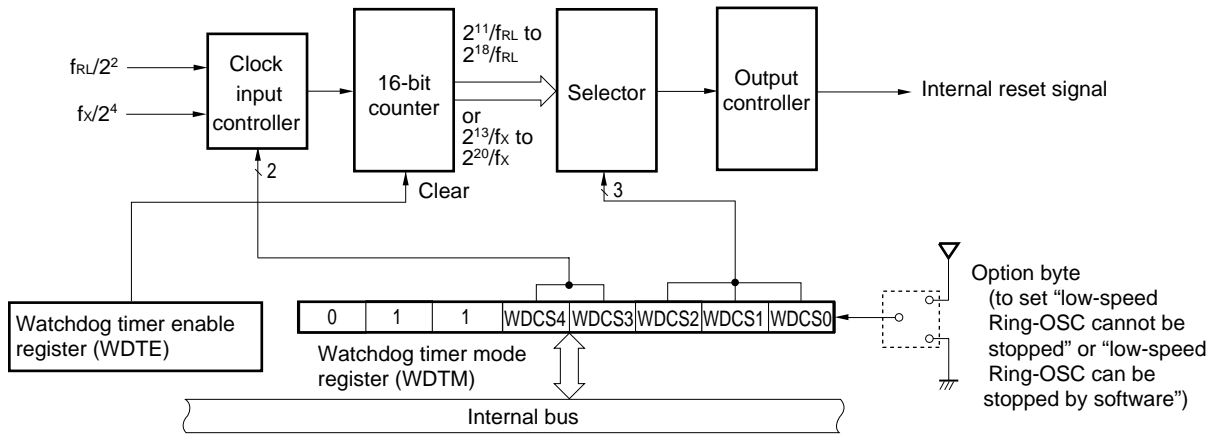 fRL/2²
fX/2⁴
Clock
input
controller
2
16-bit
counter
Clear
2¹¹/fRL to
2¹⁸/fRL
or
2¹³/fX to
2²⁰/fX
Selector
3
Output
controller
Internal reset signal
Watchdog timer enable
register (WDTE)
0 1 1 WDCS4 WDCS3 WDCS2 WDCS1 WDCS0
Watchdog timer mode
register (WDTM)
Option byte
(to set “low-speed
Ring-OSC cannot be
stopped” or “low-speed
Ring-OSC can be
stopped by software”)
Internal bus